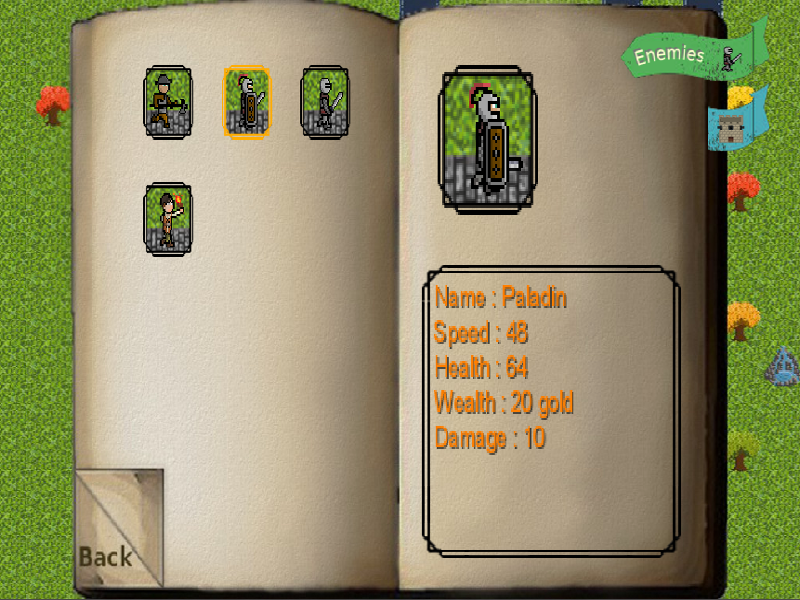 Enemies
Name : Paladin
Speed : 48
Health : 64
Wealth : 20 gold
Damage : 10
Back